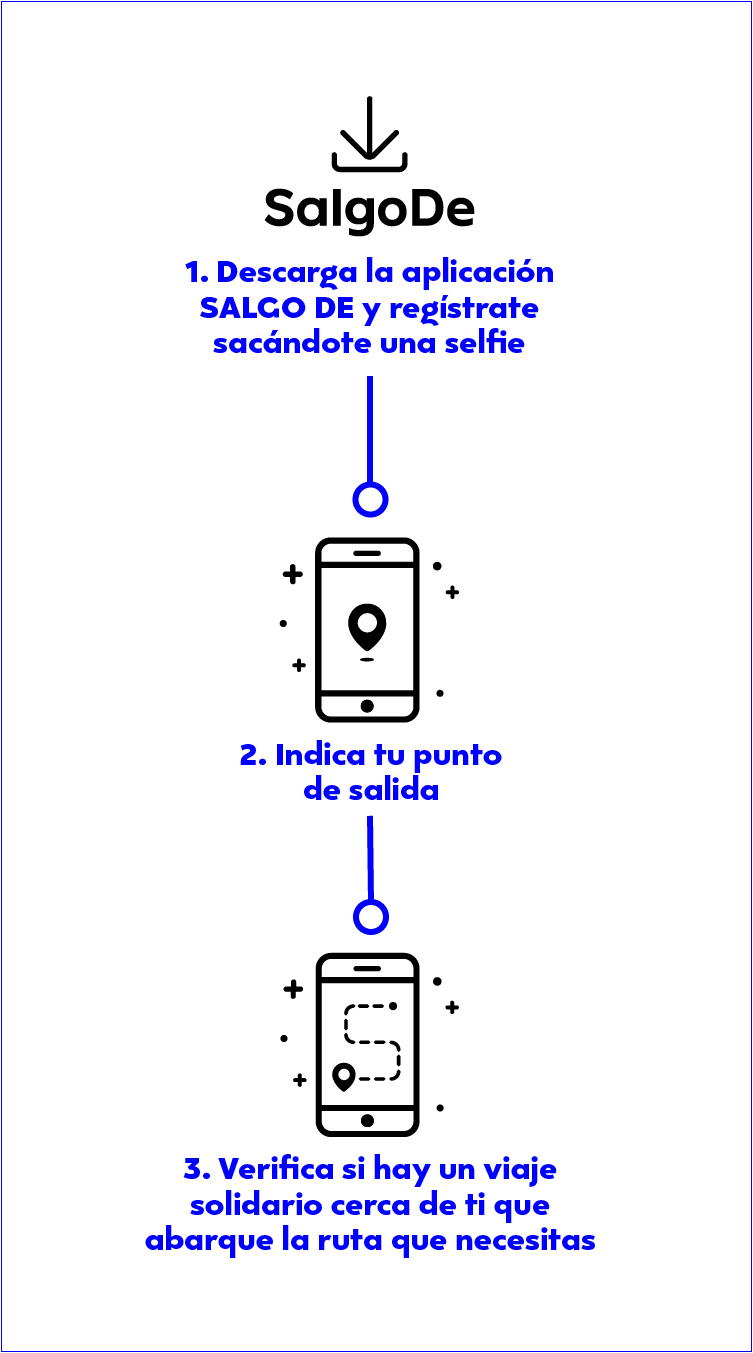 SalgoDe
1. Descarga la aplicación
SALGO DE y regístrate
sacándote una selfie
2. Indica tu punto
de salida
3. Verifica si hay un viaje
solidario cerca de ti que
abarque la ruta que necesitas